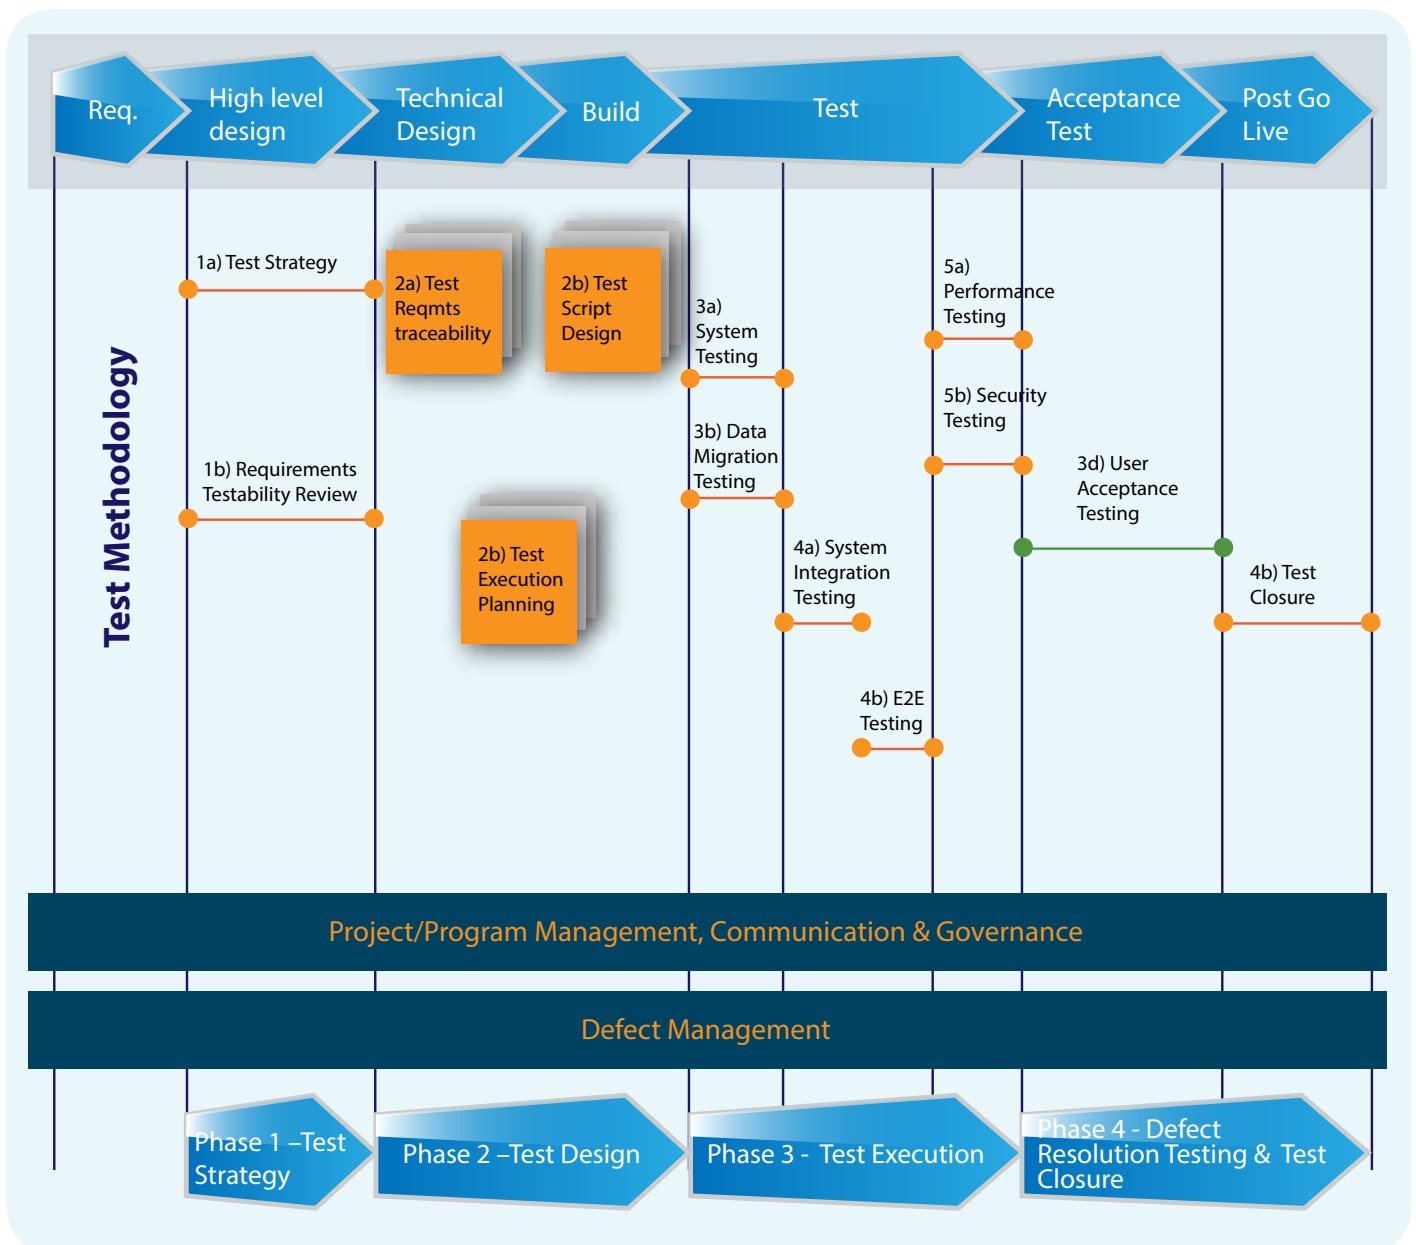 Req.
High level
design
Technical
Design
Build
Test
Acceptance
Test
Post Go
Live
Test Methodology
1a) Test Strategy
1b) Requirements
Testability Review
2a) Test
Reqmts
traceability
2b) Test
Script
Design
2b) Test
Execution
Planning
3a)
System
Testing
3b) Data
Migration
Testing
4a) System
Integration
Testing
4b) E2E
Testing
5a)
Performance
Testing
5b) Security
Testing
3d) User
Acceptance
Testing
4b) Test
Closure
Project/Program Management, Communication & Governance
Defect Management
Phase 1 –Test
Strategy
Phase 2 –Test Design
Phase 3 - Test Execution
Phase 4 - Defect
Resolution Testing & Test
Closure